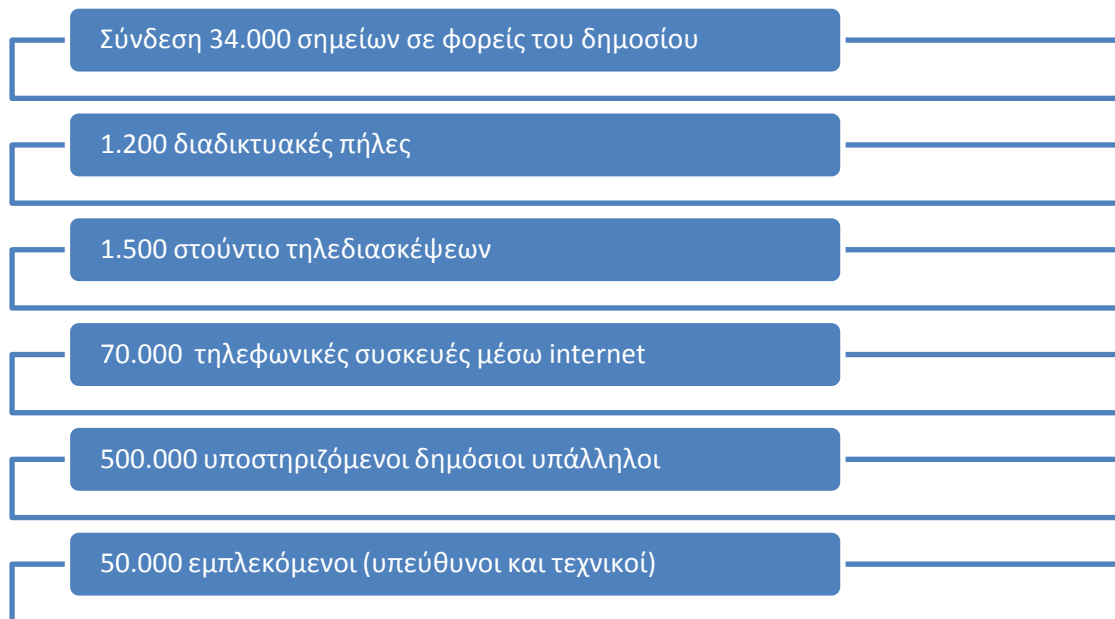 Σύνδεση 34.000 σημείων σε φορείς του δημοσίου
1.200 διαδικτυακές πήλες
1.500 στούντιο τηλεδιασκέψεων
70.000 τηλεφωνικές συσκευές μέσω internet
500.000 υποστηριζόμενοι δημόσιοι υπάλληλοι
50.000 εμπλεκόμενοι (υπεύθυνοι και τεχνικοί)